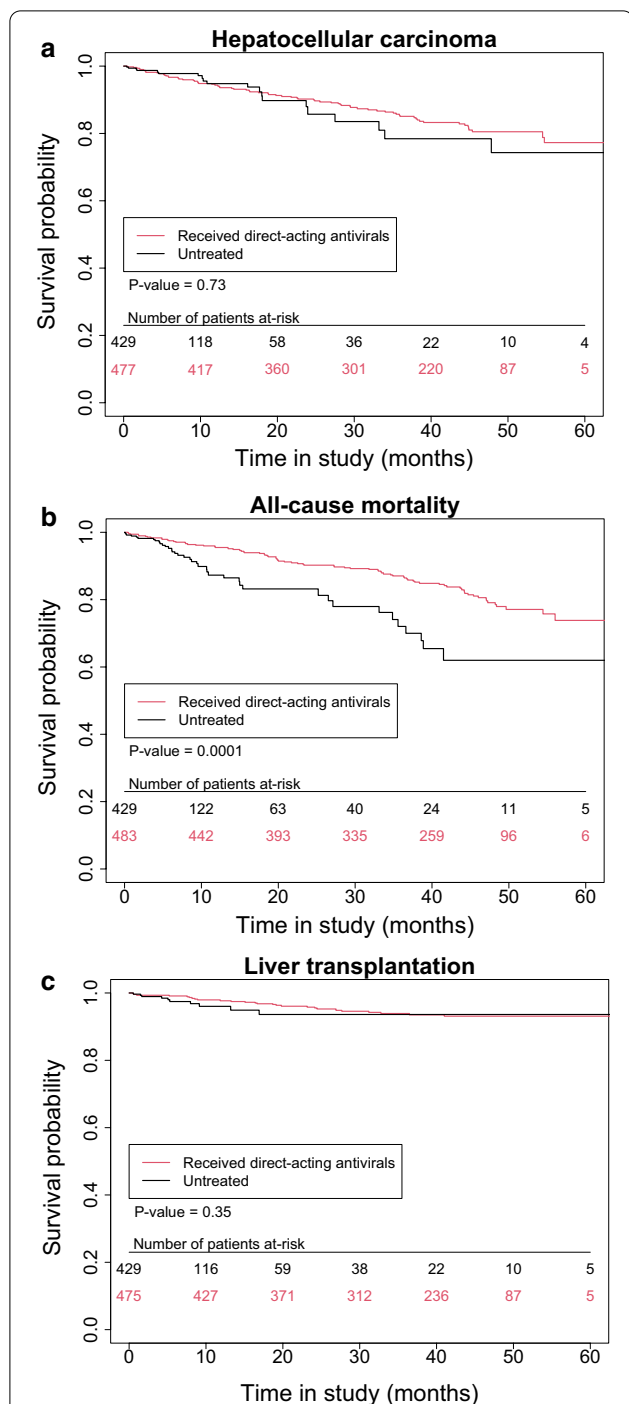 a
Hepatocellular carcinoma
Survival probability
1.0
0.8
0.6
0.4
0.2
0.0
Received direct-acting antivirals
Untreated
P-value = 0.73
Number of patients at-risk
429 118 58 36 22 10 4
477 417 360 301 220 87 5
0 10 20 30 40 50 60
Time in study (months)
b
All-cause mortality
Survival probability
1.0
0.8
0.6
0.4
0.2
0.0
Received direct-acting antivirals
Untreated
P-value = 0.0001
Number of patients at-risk
429 122 63 40 24 11 5
483 442 393 335 259 96 6
0 10 20 30 40 50 60
Time in study (months)
c
Liver transplantation
Survival probability
1.0
0.8
0.6
0.4
0.2
0.0
Received direct-acting antivirals
Untreated
P-value = 0.35
Number of patients at-risk
429 116 59 38 22 10 5
475 427 371 312 236 87 5
0 10 20 30 40 50 60
Time in study (months)